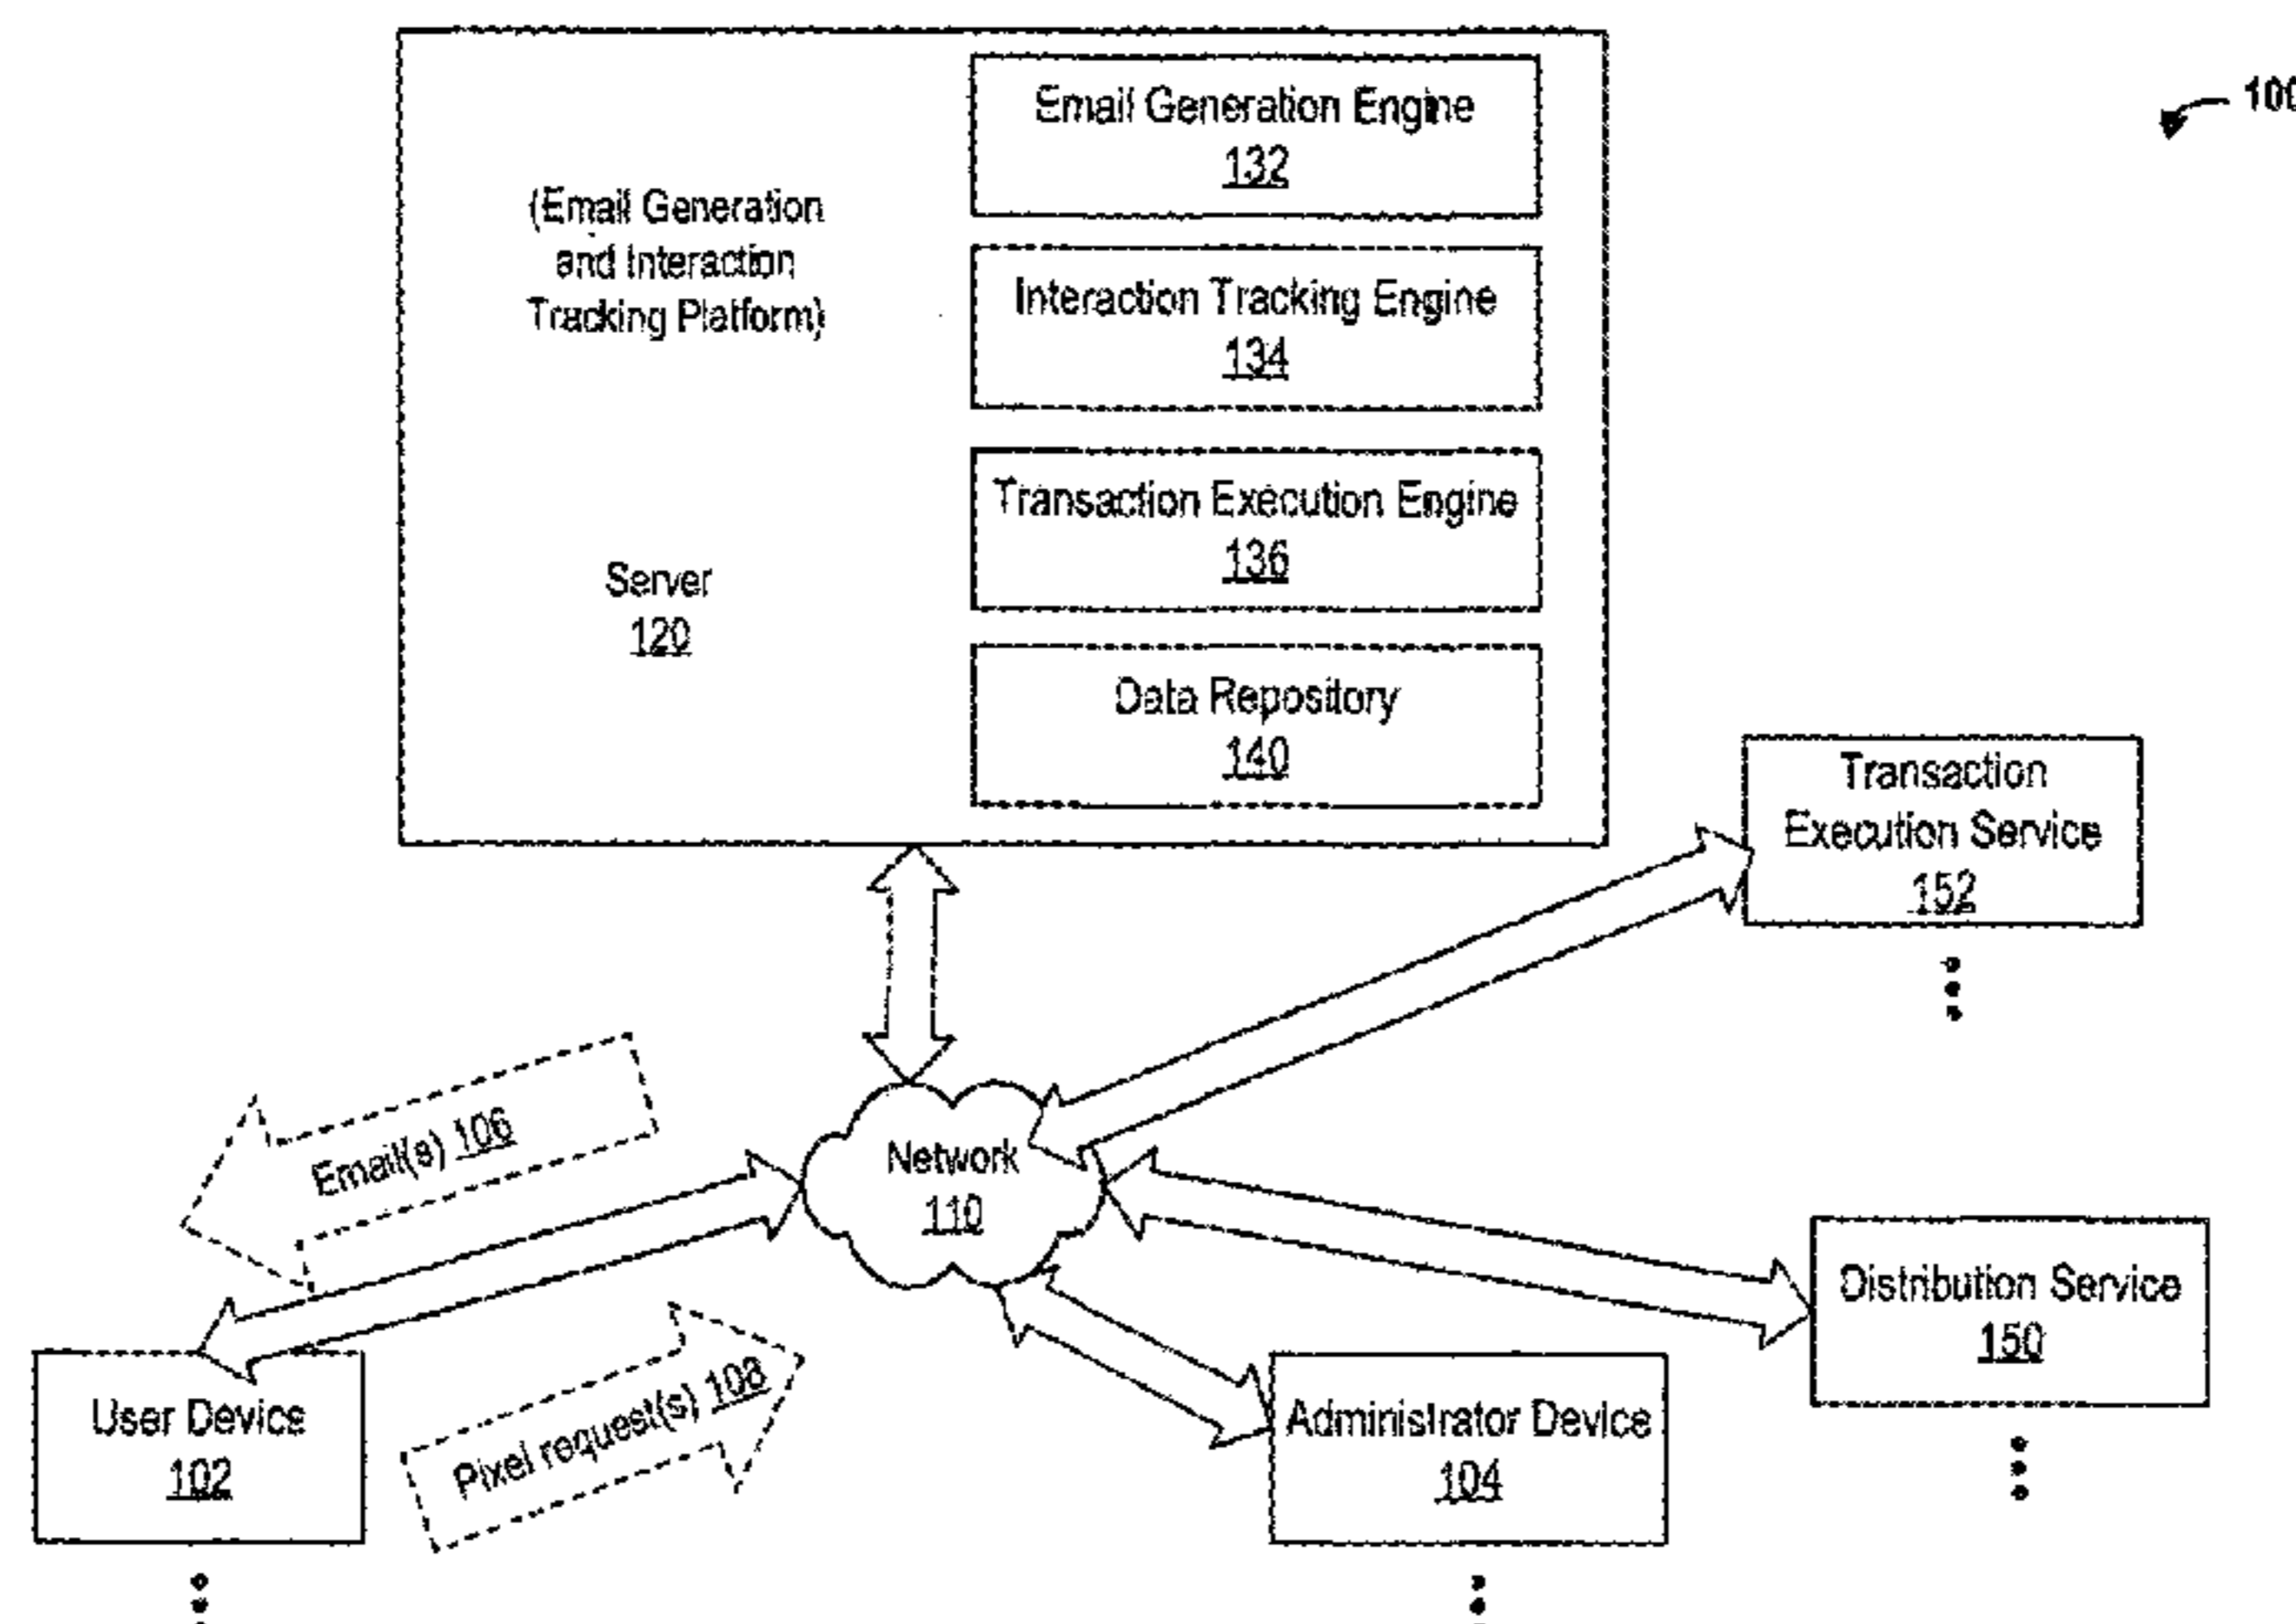 100
Email Generation Engine
132
(Email Generation
and Interaction
Tracking Platform)
Interaction Tracking Engine
134
Transaction Execution Engine
136
Server
120
Data Repository
140
Transaction
Execution Service
152
Email(s) 106
Network
110
Distribution Service
150
Pixel request(s) 108
User Device
102
Administrator Device
104